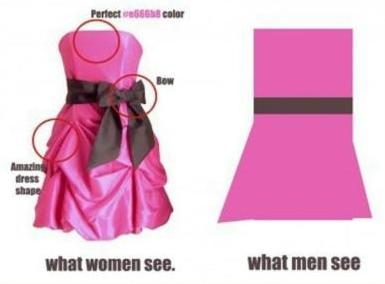 Perfect #e666b8 color
Bow
Amazing
dress
shape
what women see.
what men see